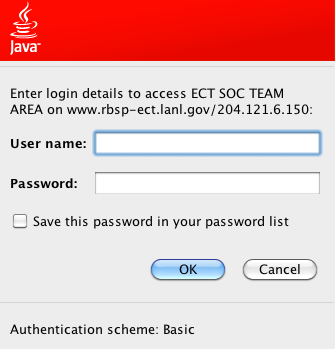 Java™
Enter login details to access ECT SOC TEAM
AREA on www.rbsp-ect.lanl.gov/204.121.6.150:
User name:
Password:
Save this password in your password list
OK
Cancel
Authentication scheme: Basic